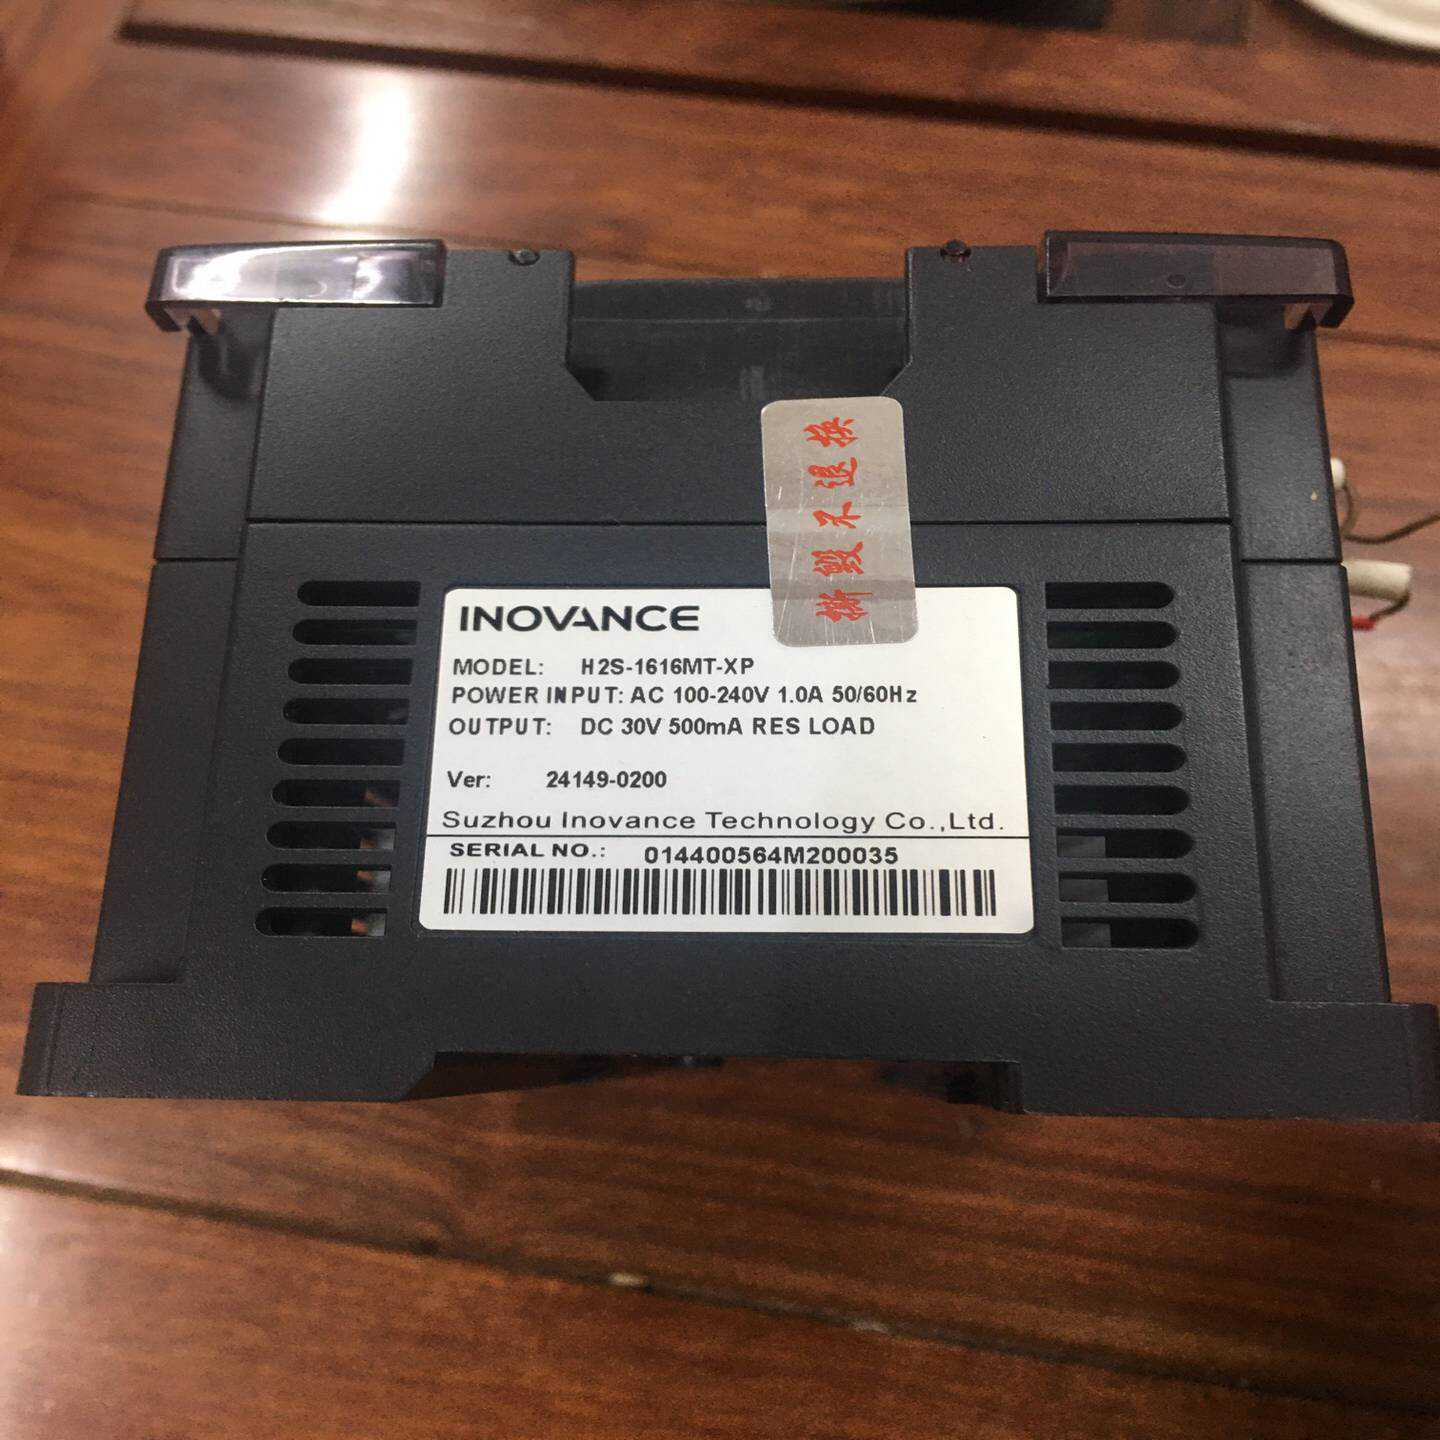 撕毁不退换
INOVANCE
MODEL: H2S-1616MT-XP
POWER INPUT: AC 100-240V 1.0A 50/60Hz
OUTPUT: DC 30V 500mA RES LOAD
Ver: 24149-0200
Suzhou Inovance Technology Co.,Ltd.
SERIAL NO.: 014400564M200035